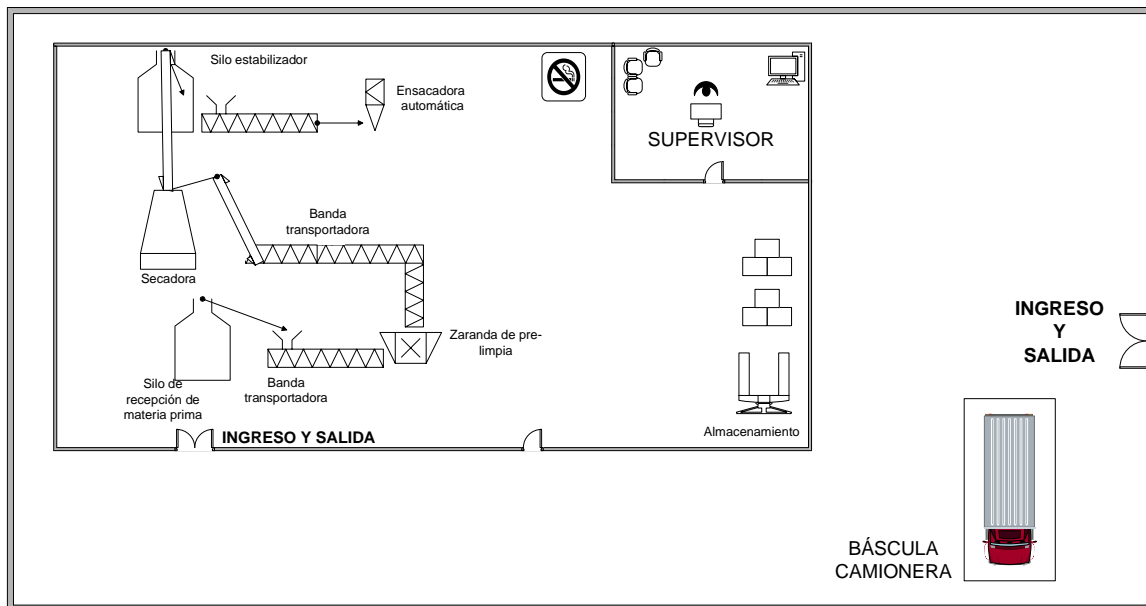 Silo estabilizador
Ensacadora
automática
SUPERVISOR
Banda
transportadora
Secadora
Zaranda de pre-
limpia
Silo de
recepción de
materia prima
Banda
transportadora
Almacenamiento
INGRESO Y SALIDA
INGRESO
Y
SALIDA
BÁSCULA
CAMIONERA